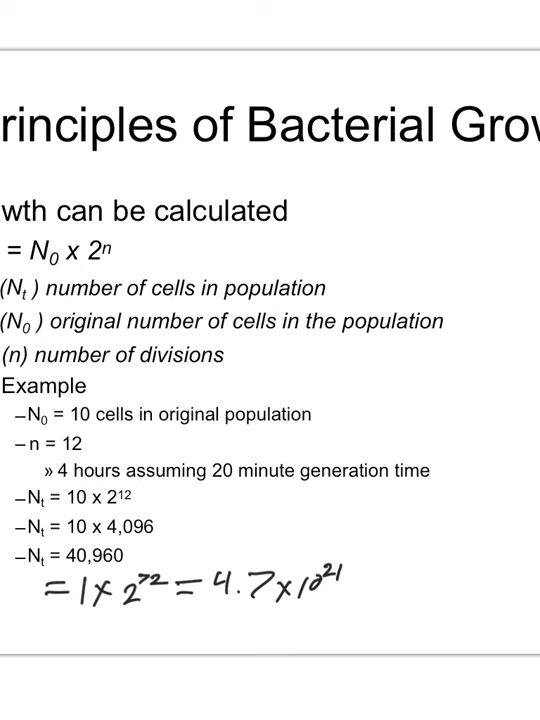 rinciples of Bacterial Grow
wth can be calculated
= N₀ x 2ⁿ
(Nₜ ) number of cells in population
(N₀ ) original number of cells in the population
(n) number of divisions
Example
–N₀ = 10 cells in original population
–n = 12
» 4 hours assuming 20 minute generation time
–Nₜ = 10 x 2¹²
–Nₜ = 10 x 4,096
–Nₜ = 40,960
= 1 x 2⁷² = 4.7 x 10²¹